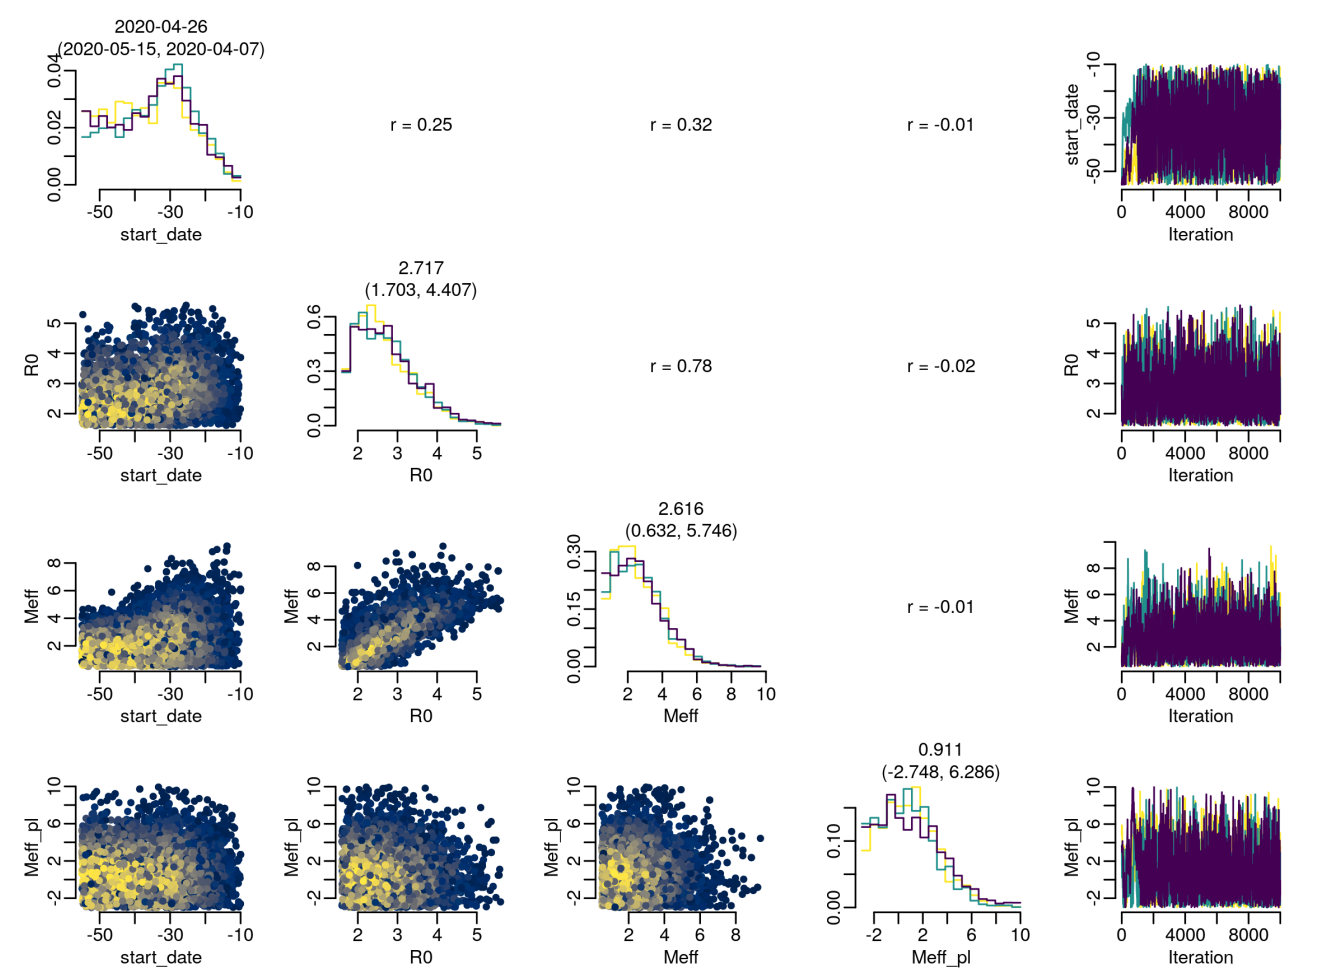 2020-04-26
(2020-05-15, 2020-04-07)
0.00 0.02 0.04
-50 -30 -10
start_date
r = 0.25
r = 0.32
r = -0.01
start_date
-50 -30 -10
0 4000 8000
Iteration
R0
2 3 4 5
-50 -30 -10
start_date
2.717
(1.703, 4.407)
0.0 0.3 0.6
2 3 4 5
R0
r = 0.78
r = -0.02
R0
2 3 4 5
0 4000 8000
Iteration
Meff
2 4 6 8
-50 -30 -10
start_date
Meff
2 4 6 8
2 3 4 5
R0
2.616
(0.632, 5.746)
0.00 0.15 0.30
2 4 6 8 10
Meff
r = -0.01
Meff
2 4 6 8
0 4000 8000
Iteration
Meff_pl
-2 2 6 10
-50 -30 -10
start_date
Meff_pl
-2 2 6 10
2 3 4 5
R0
Meff_pl
-2 2 6 10
2 4 6 8
Meff
0.911
(-2.748, 6.286)
0.00 0.10
-2 2 6 10
Meff_pl
Meff_pl
-2 2 6 10
0 4000 8000
Iteration